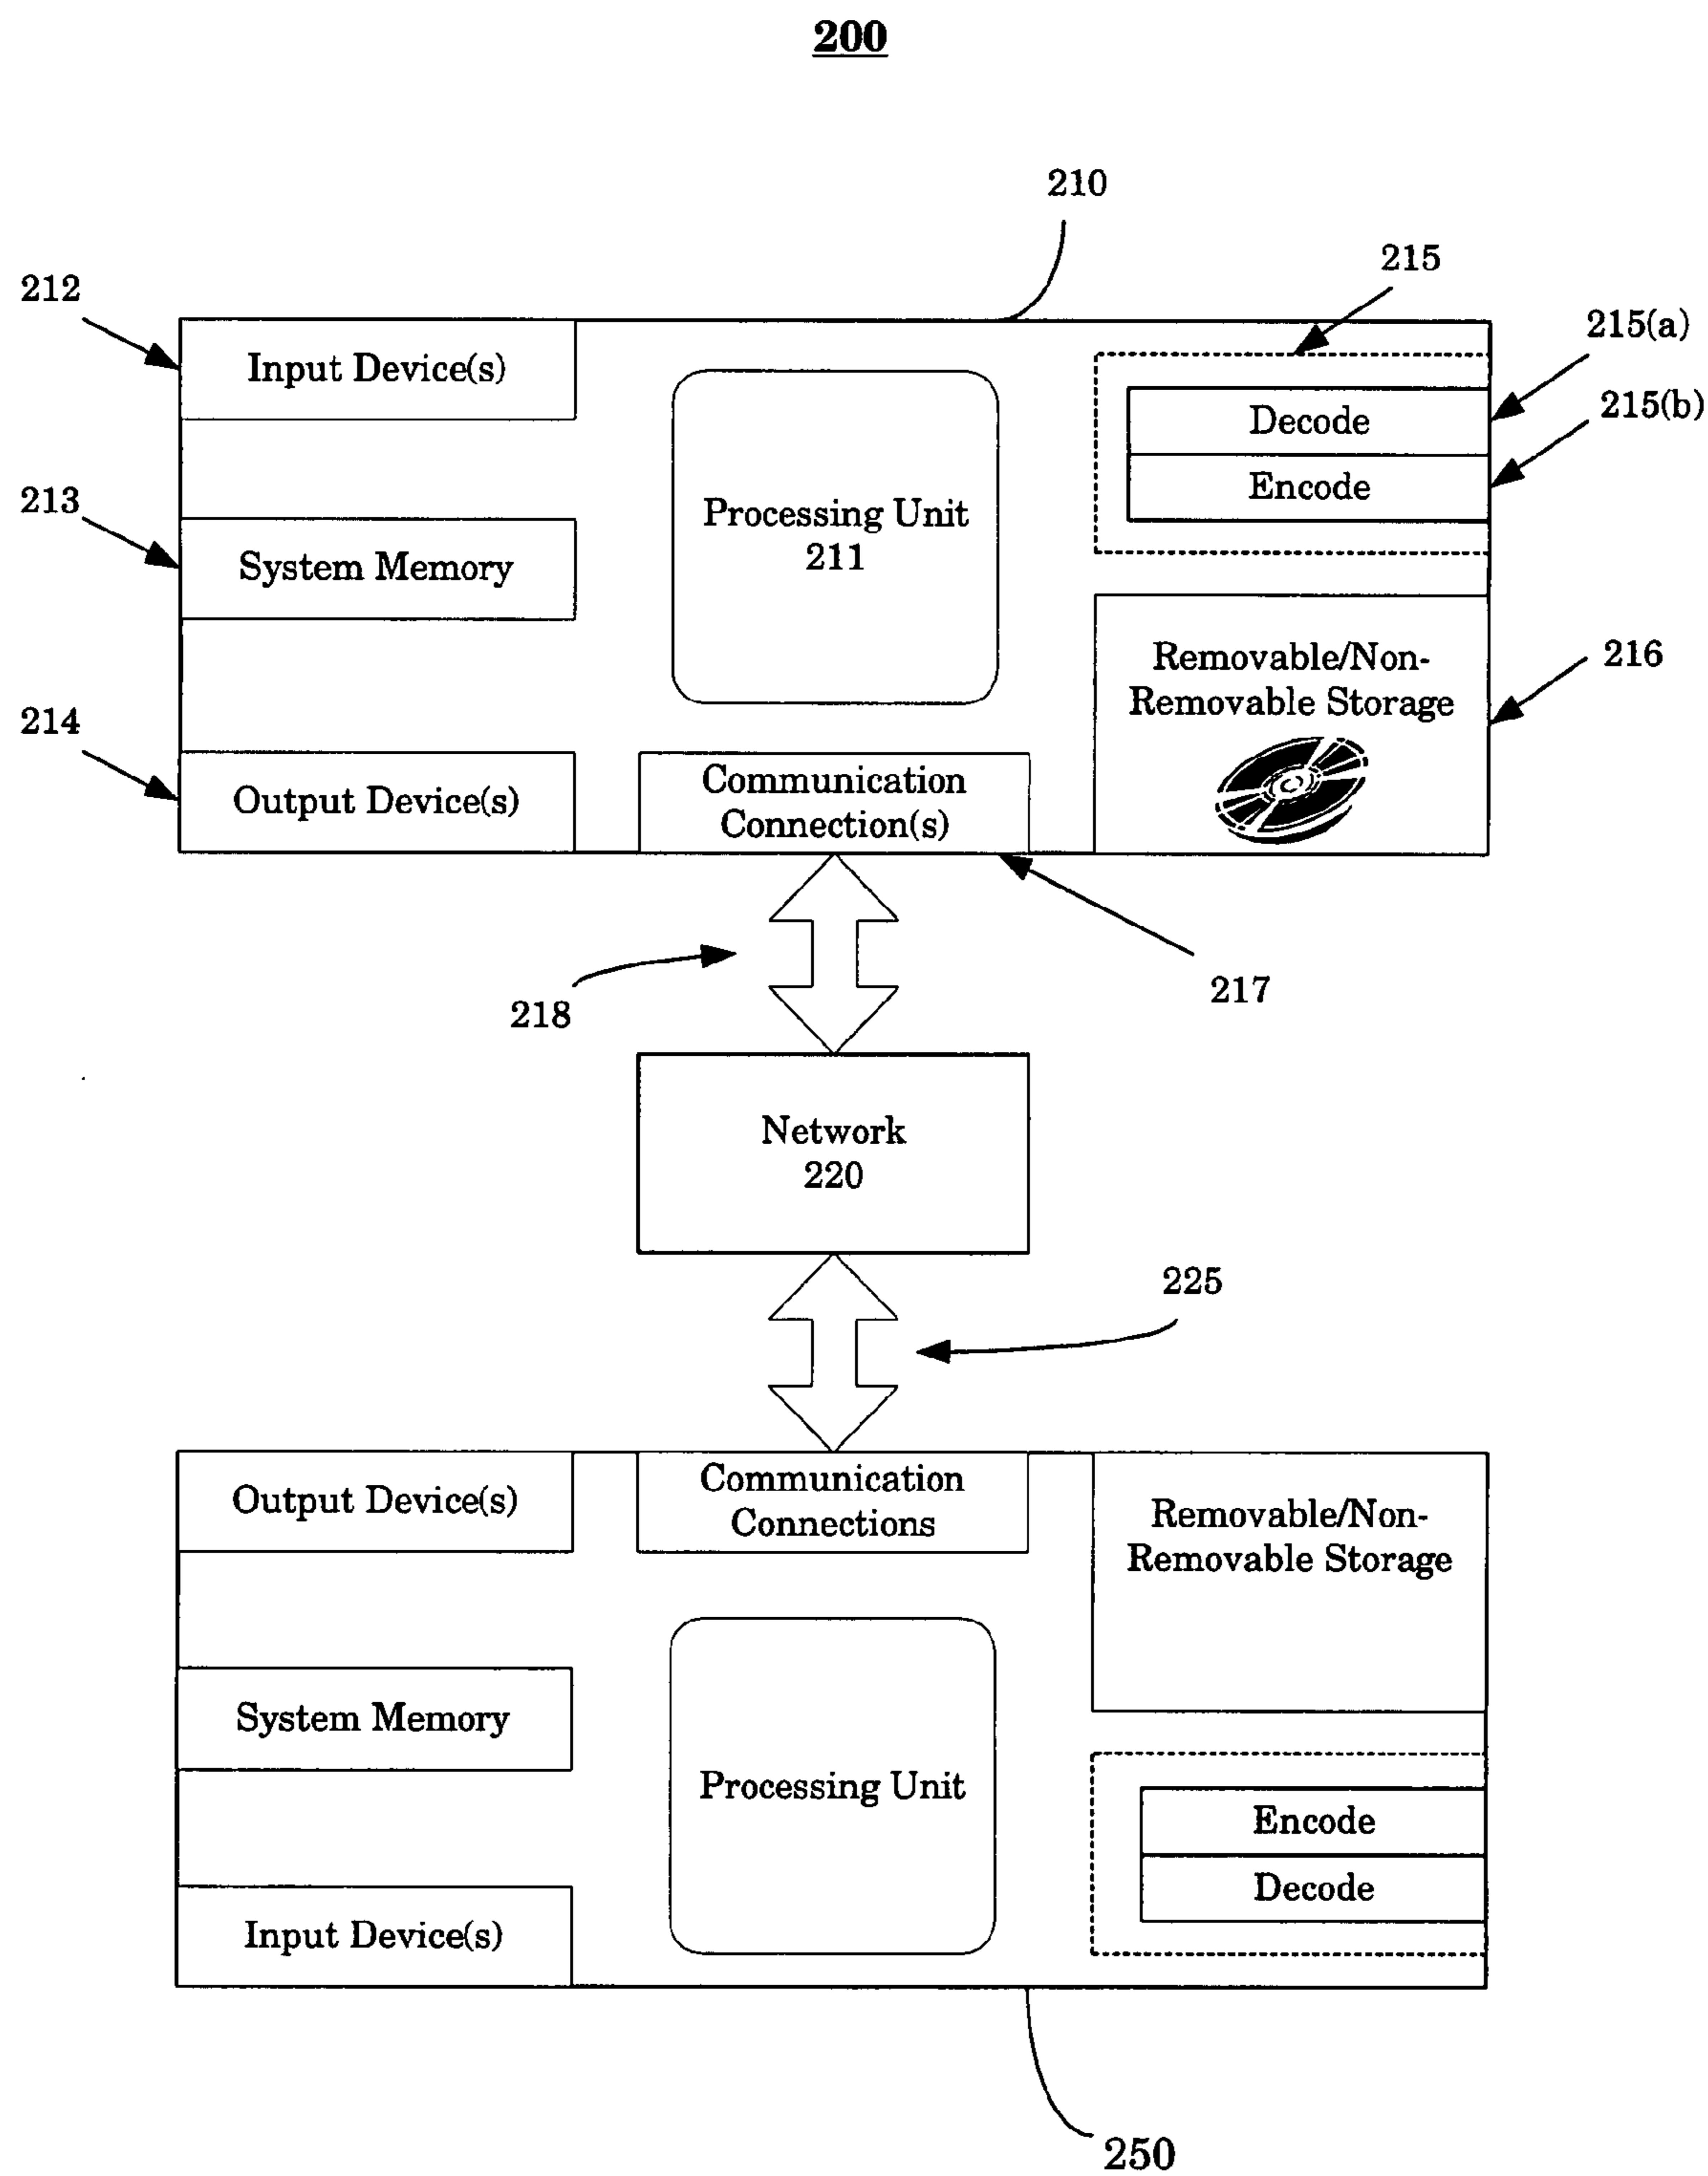 200
210
215
212
215(a)
Input Device(s)
215(b)
Decode
Encode
213
Processing Unit
211
System Memory
Removable/Non-
Removable Storage
216
214
Output Device(s)
Communication
Connection(s)
218
217
Network
220
225
Output Device(s)
Communication
Connections
Removable/Non-
Removable Storage
System Memory
Processing Unit
Encode
Decode
Input Device(s)
250